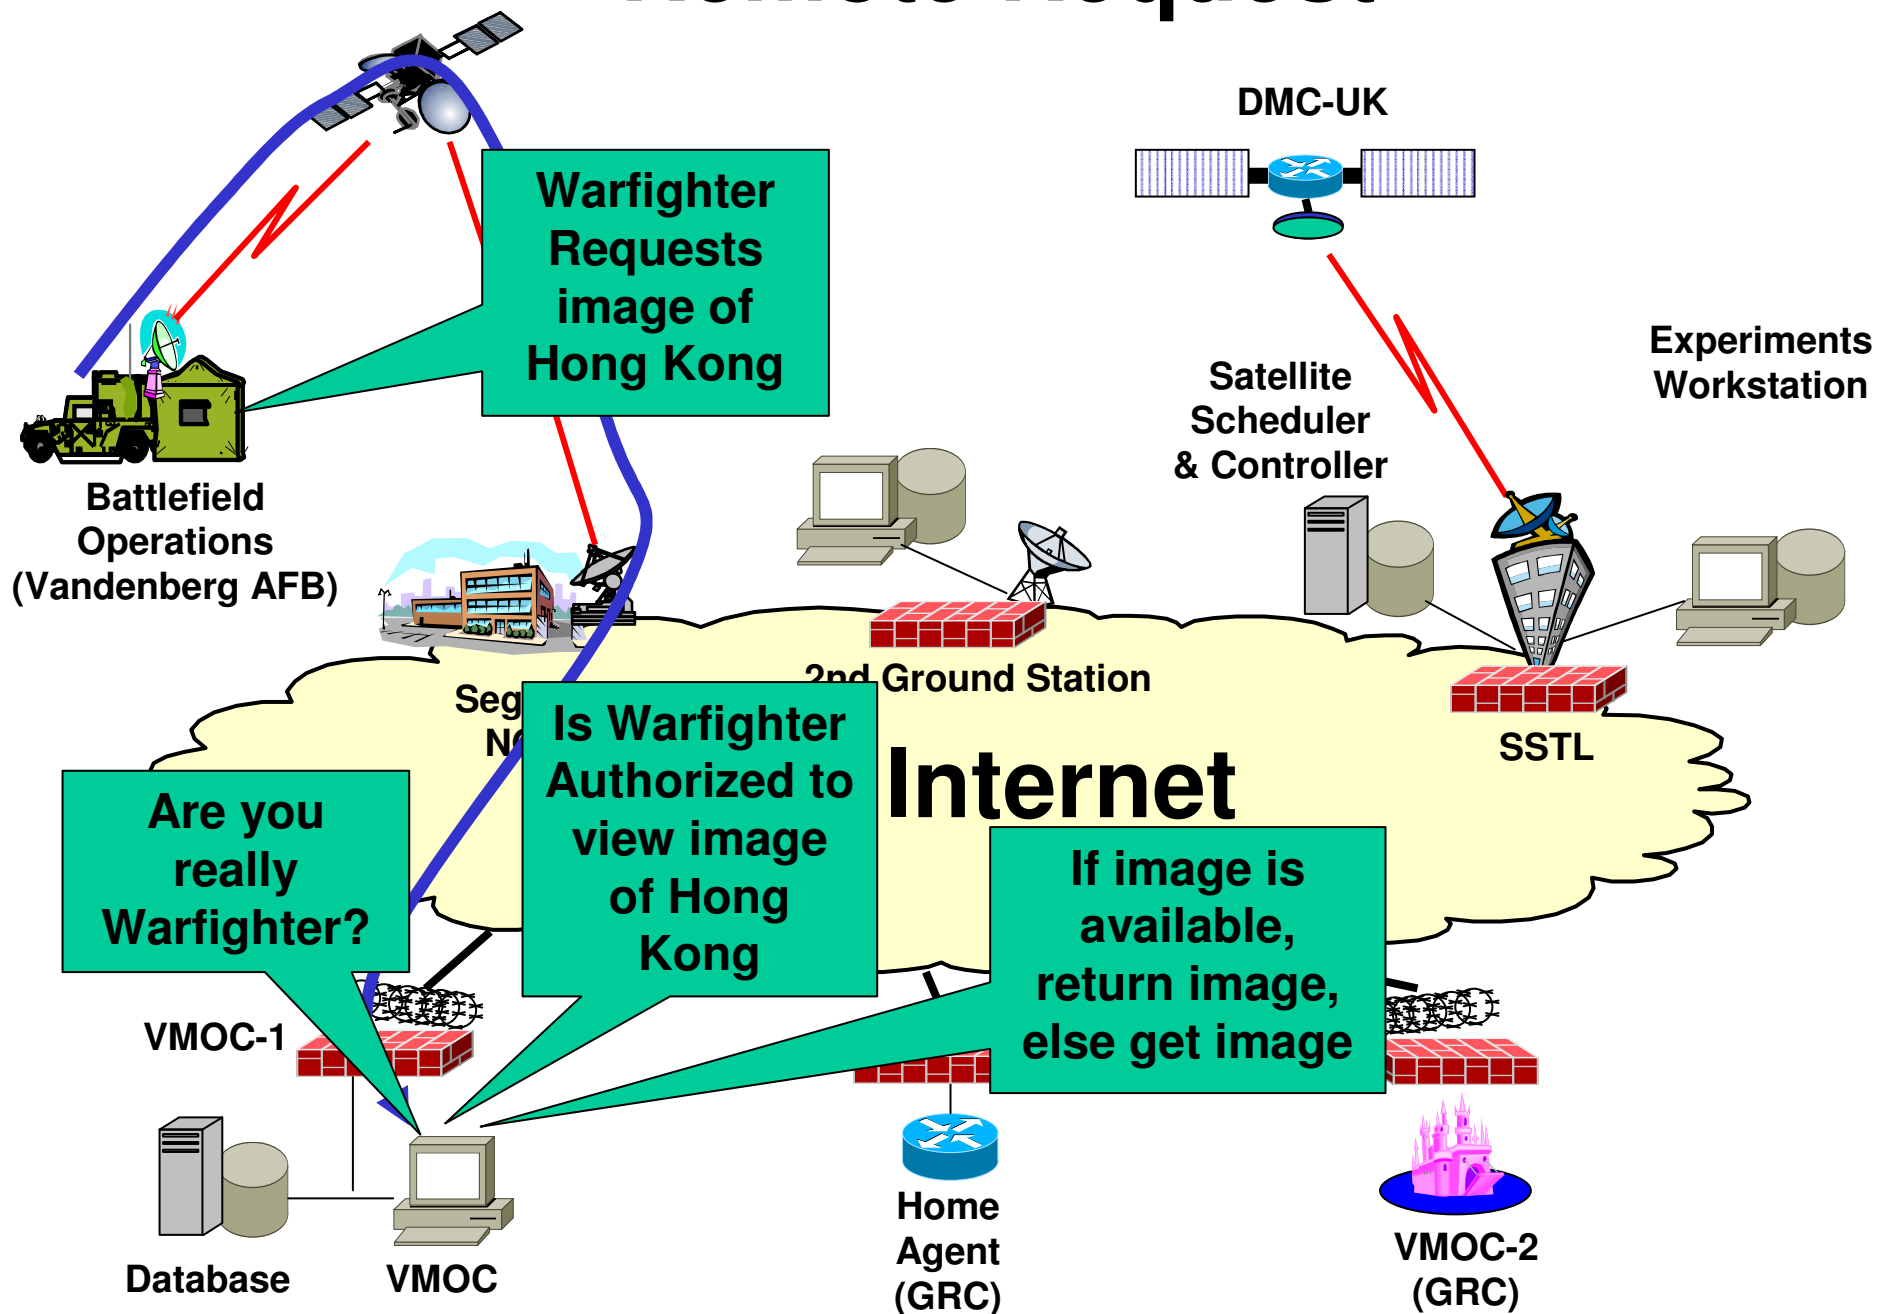 Remote Request
DMC-UK
Warfighter
Requests
image of
Hong Kong
Experiments
Workstation
Satellite
Scheduler
& Controller
Battlefield
Operations
(Vandenberg AFB)
2nd Ground Station
Is Warfighter
Authorized to
view image
of Hong
Kong
Internet
SSTL
Are you
really
Warfighter?
If image is
available,
return image,
else get image
VMOC-1
Database
VMOC
Home
Agent
(GRC)
VMOC-2
(GRC)